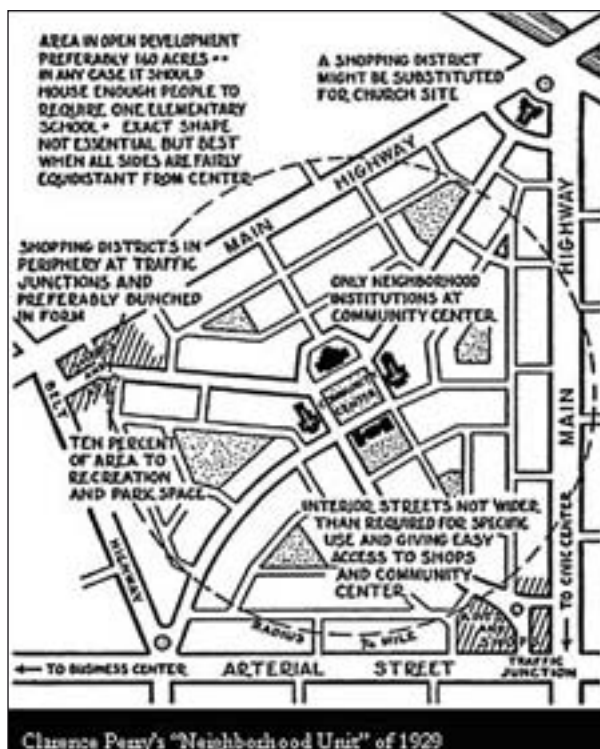 AREA IN OPEN DEVELOPMENT
PREFERABLY 160 ACRES ••
IN ANY CASE IT SHOULD
HOUSE ENOUGH PEOPLE TO
REQUIRE ONE ELEMENTARY
SCHOOL • EXACT SHAPE
NOT ESSENTIAL BUT BEST
WHEN ALL SIDES ARE FAIRLY
EQUIDISTANT FROM CENTER
A SHOPPING DISTRICT
MIGHT BE SUBSTITUTED
FOR CHURCH SITE
MAIN HIGHWAY
HIGHWAY
MAIN
SHOPPING DISTRICTS IN
PERIPHERY AT TRAFFIC
JUNCTIONS AND
PREFERABLY BUNCHED
IN FORM
ONLY NEIGHBORHOOD
INSTITUTIONS AT
COMMUNITY CENTER
COMMUNITY
CENTER
BELT
HIGHWAY
TEN PERCENT
OF AREA TO
RECREATION
AND PARK SPACE
INTERIOR STREETS NOT WIDER
THAN REQUIRED FOR SPECIFIC
USE AND GIVING EASY
ACCESS TO SHOPS
AND COMMUNITY
CENTER
TO CIVIC CENTER
RADIUS ¼ MILE
TO BUSINESS CENTER
ARTERIAL STREET
TRAFFIC
JUNCTION
Clarence Perry's "Neighborhood Unit" of 1929